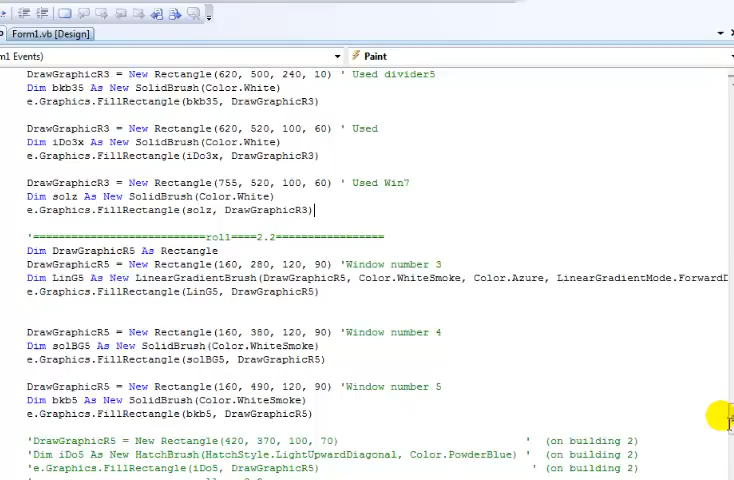 Form1.vb [Design]
m1 Events)
Paint
DrawGraphicR3 = New Rectangle(620, 500, 240, 10) ' Used divider5
Dim bkb35 As New SolidBrush(Color.White)
e.Graphics.FillRectangle(bkb35, DrawGraphicR3)
DrawGraphicR3 = New Rectangle(620, 520, 100, 60) ' Used
Dim iDo3x As New SolidBrush(Color.White)
e.Graphics.FillRectangle(iDo3x, DrawGraphicR3)
DrawGraphicR3 = New Rectangle(755, 520, 100, 60) ' Used Win7
Dim solz As New SolidBrush(Color.White)
e.Graphics.FillRectangle(solz, DrawGraphicR3)
'===========================roll====2.2=================
Dim DrawGraphicR5 As Rectangle
DrawGraphicR5 = New Rectangle(160, 280, 120, 90) 'Window number 3
Dim LinG5 As New LinearGradientBrush(DrawGraphicR5, Color.WhiteSmoke, Color.Azure, LinearGradientMode.ForwardD
e.Graphics.FillRectangle(LinG5, DrawGraphicR5)
DrawGraphicR5 = New Rectangle(160, 380, 120, 90) 'Window number 4
Dim solBG5 As New SolidBrush(Color.WhiteSmoke)
e.Graphics.FillRectangle(solBG5, DrawGraphicR5)
DrawGraphicR5 = New Rectangle(160, 490, 120, 90) 'Window number 5
Dim bkb5 As New SolidBrush(Color.WhiteSmoke)
e.Graphics.FillRectangle(bkb5, DrawGraphicR5)
'DrawGraphicR5 = New Rectangle(420, 370, 100, 70) ' (on building 2)
'Dim iDo5 As New HatchBrush(HatchStyle.LightUpwardDiagonal, Color.PowderBlue) ' (on building 2)
'e.Graphics.FillRectangle(iDo5, DrawGraphicR5) ' (on building 2)